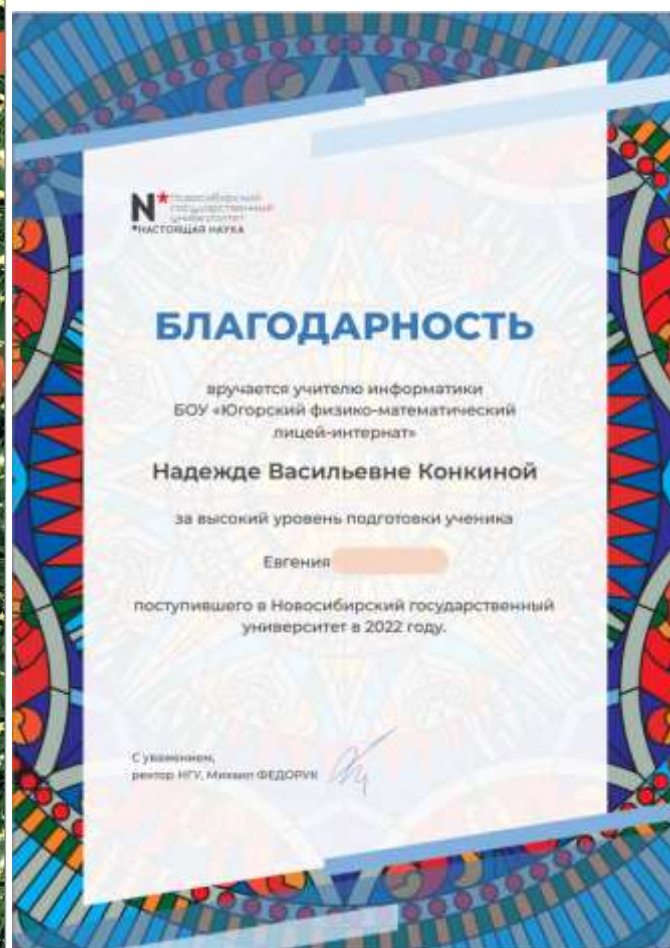 N*
Новосибирский
государственный
университет
*НАСТОЯЩАЯ НАУКА
БЛАГОДАРНОСТЬ
вручается учителю информатики
БОУ «Югорский физико-математический
лицей-интернат»
Надежде Васильевне Конкиной
за высокий уровень подготовки ученика
Евгения
поступившего в Новосибирский государственный
университет в 2022 году.
С уважением,
ректор НГУ, Михаил ФЕДОРУК